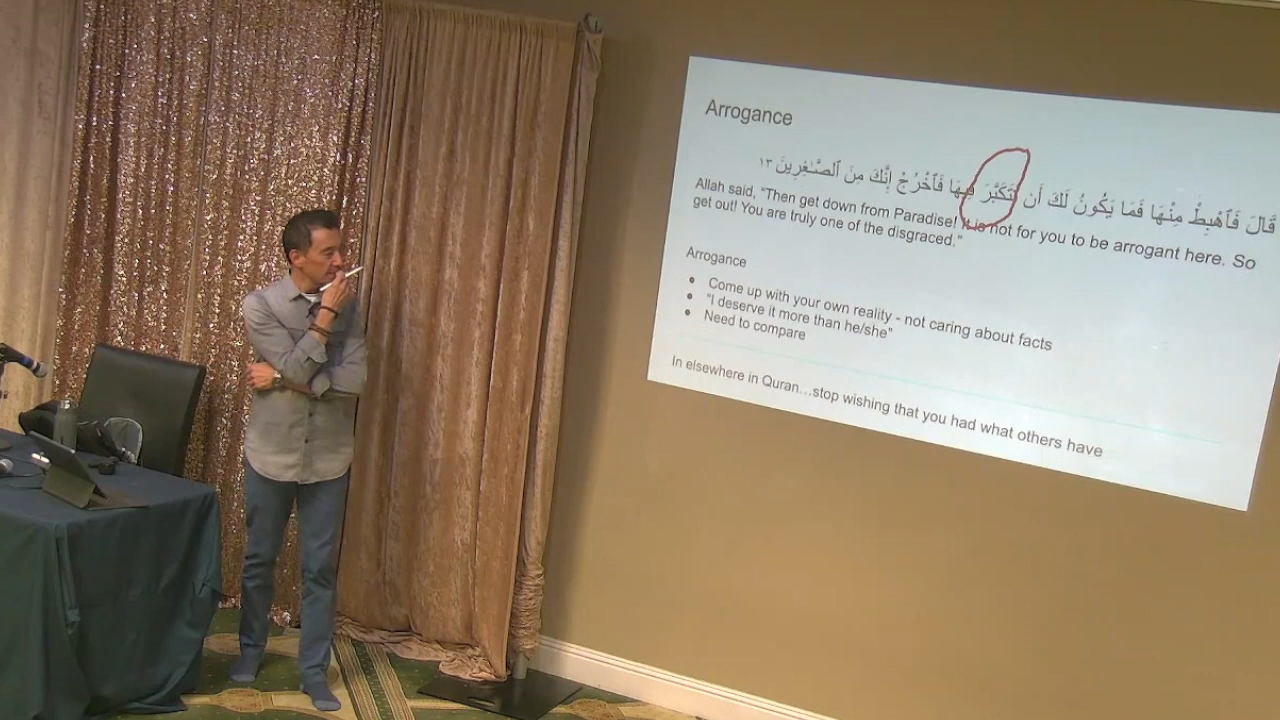 Arrogance
قَالَ فَٱهْبِطْ مِنْهَا فَمَا يَكُونُ لَكَ أَن تَتَكَبَّرَ فِيهَا فَٱخْرُجْ إِنَّكَ مِنَ ٱلصَّـٰغِرِينَ ١٣
Allah said, "Then get down from Paradise! It is not for you to be arrogant here. So
get out! You are truly one of the disgraced."
Arrogance
● Come up with your own reality - not caring about facts
● "I deserve it more than he/she"
● Need to compare
In elsewhere in Quran...stop wishing that you had what others have